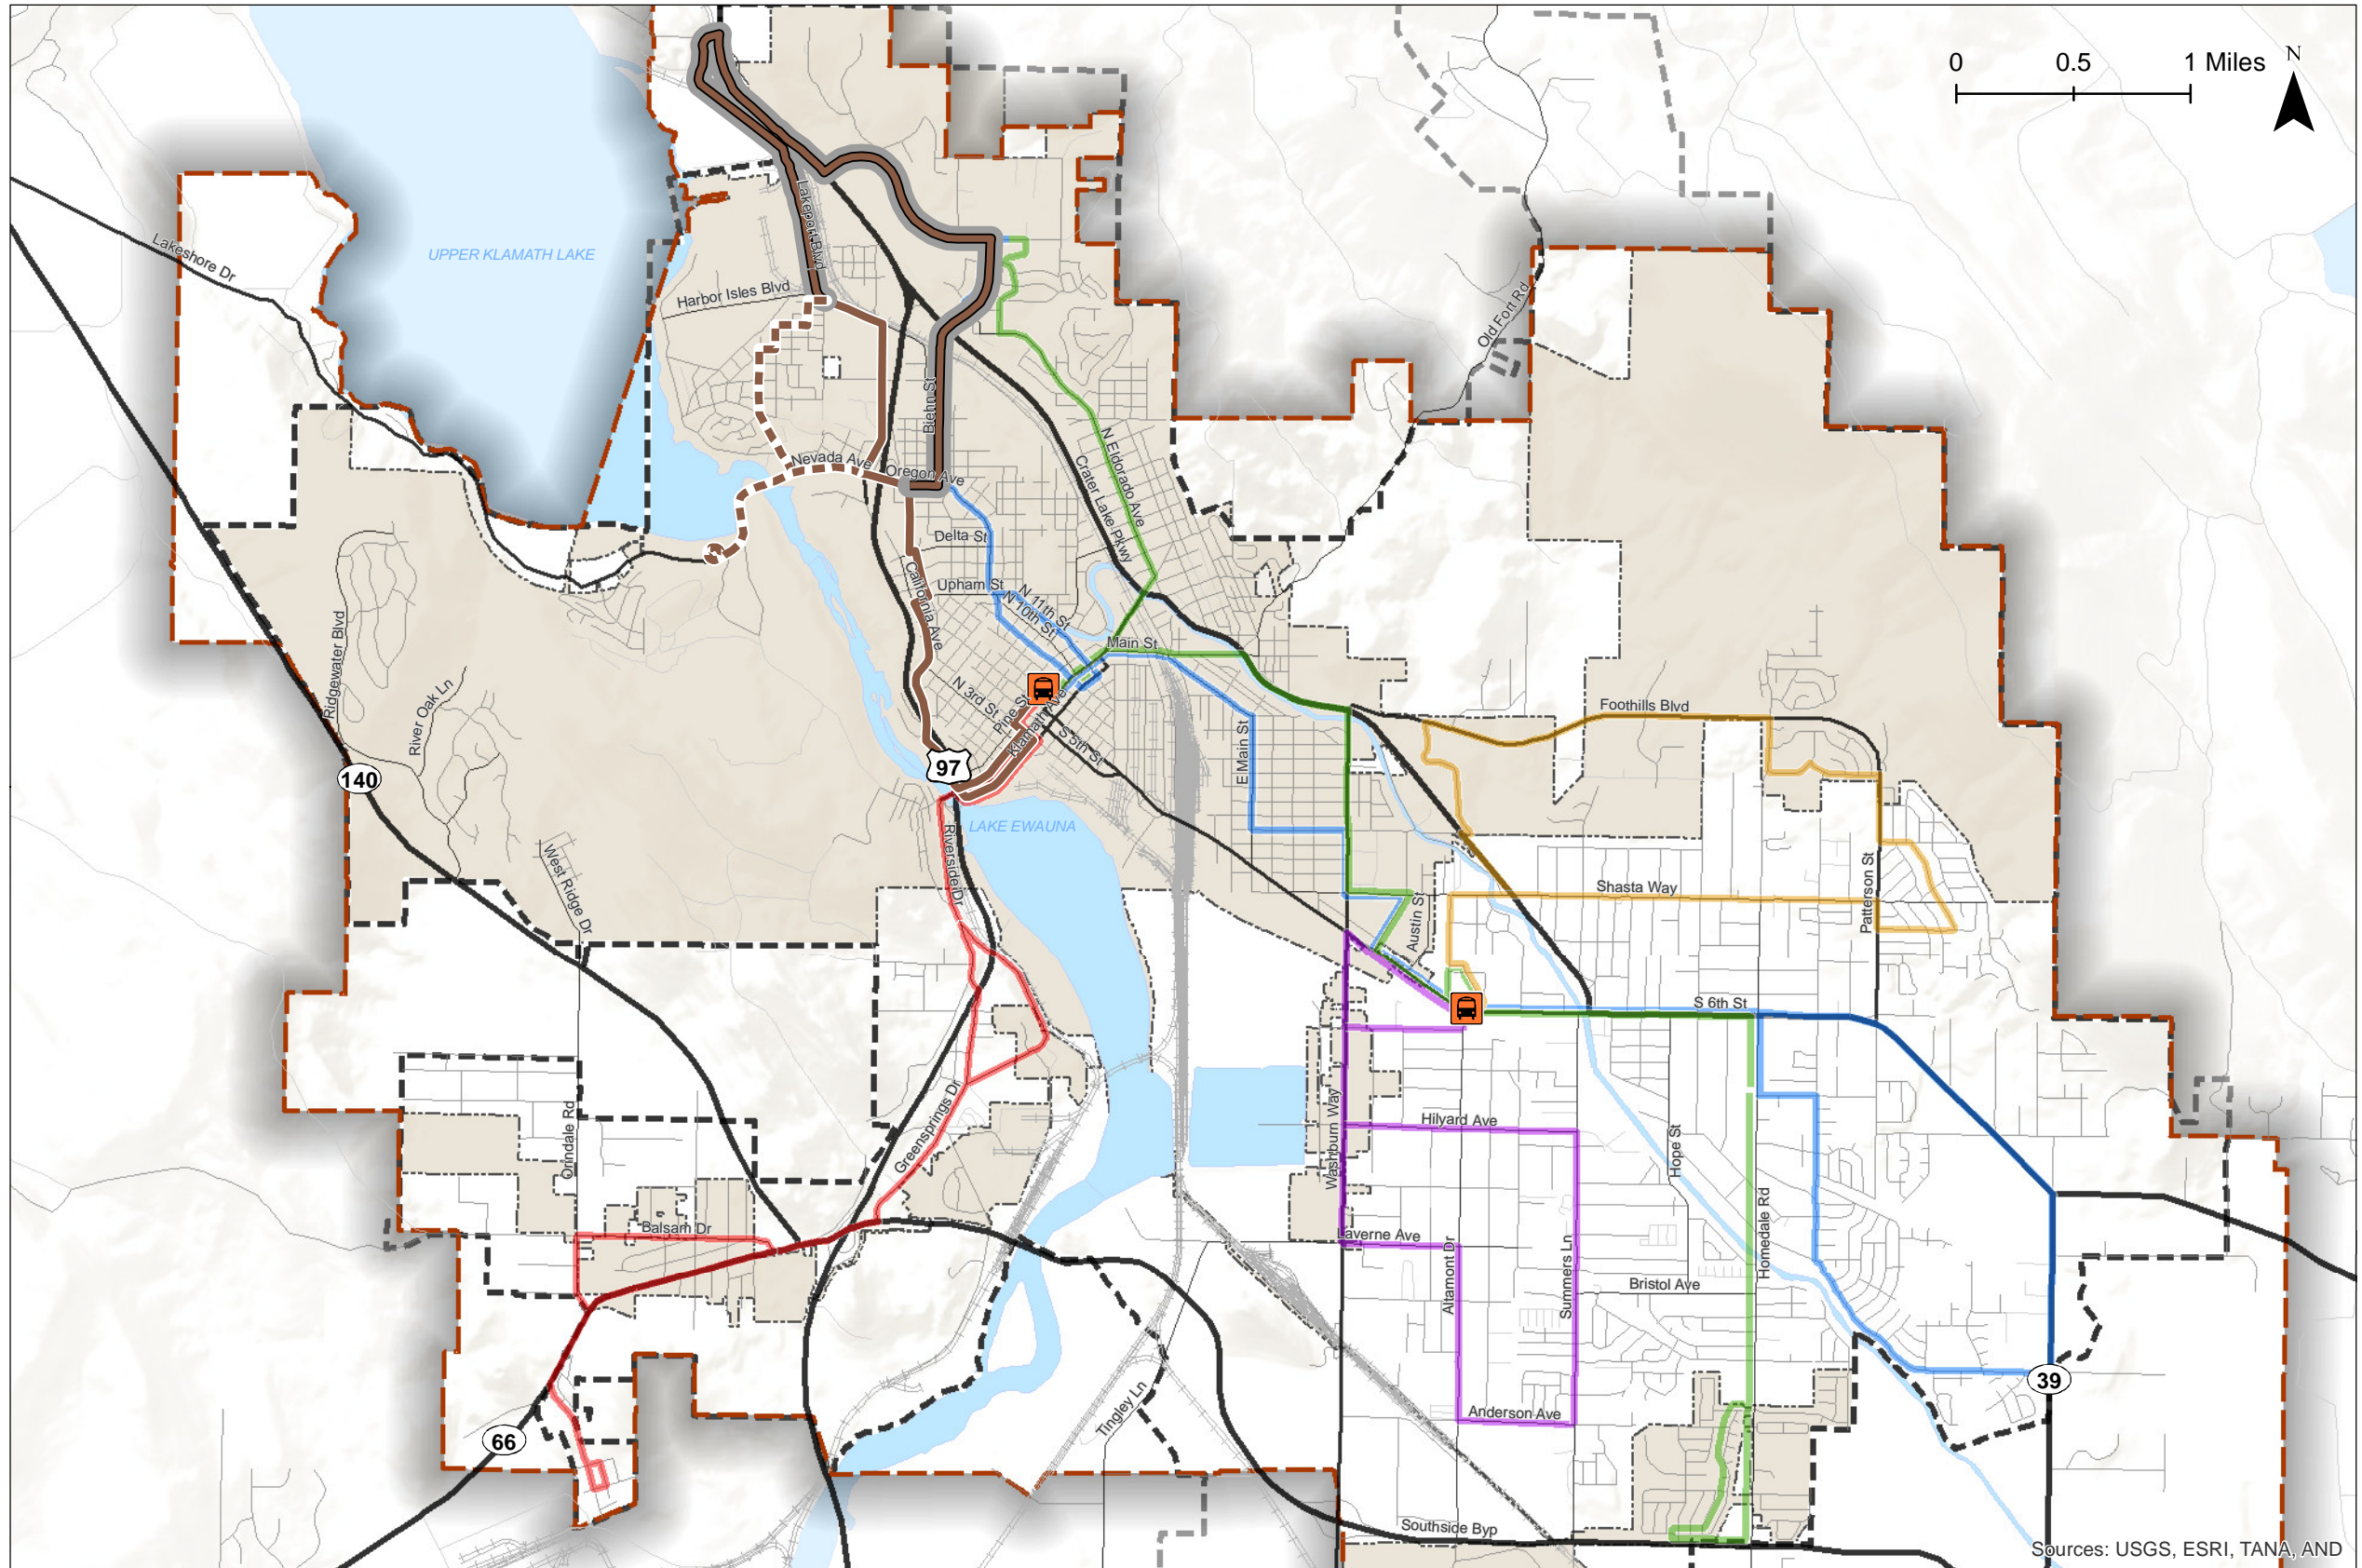 0 0.5 1 Miles
N
Lakeshore Dr
UPPER KLAMATH LAKE
Lakeport Blvd
Harbor Isles Blvd
Old Fort Rd
Biehn St
N Eldorado Ave
Crater Lake Pkwy
Nevada Ave
Oregon Ave
Delta St
Upham St
N 11th St
N 10th St
California Ave
Main St
Ridgewater Blvd
River Oak Ln
N 3rd St
Pine St
Klamath Ave
S 5th St
E Main St
Foothills Blvd
97
140
LAKE EWAUNA
Riverside Dr
West Ridge Dr
Shasta Way
Patterson St
Austin St
S 6th St
Greensprings Dr
Orindale Rd
Washburn Way
Hilyard Ave
Hope St
Homedale Rd
Balsam Dr
Laverne Ave
Altamont Dr
Summers Ln
Bristol Ave
39
Anderson Ave
Tingley Ln
66
Southside Byp
Sources: USGS, ESRI, TANA, AND